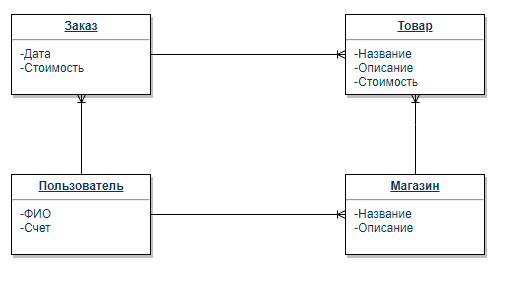 Заказ
-Дата
-Стоимость
Товар
-Название
-Описание
-Стоимость
Пользователь
-ФИО
-Счет
Магазин
-Название
-Описание